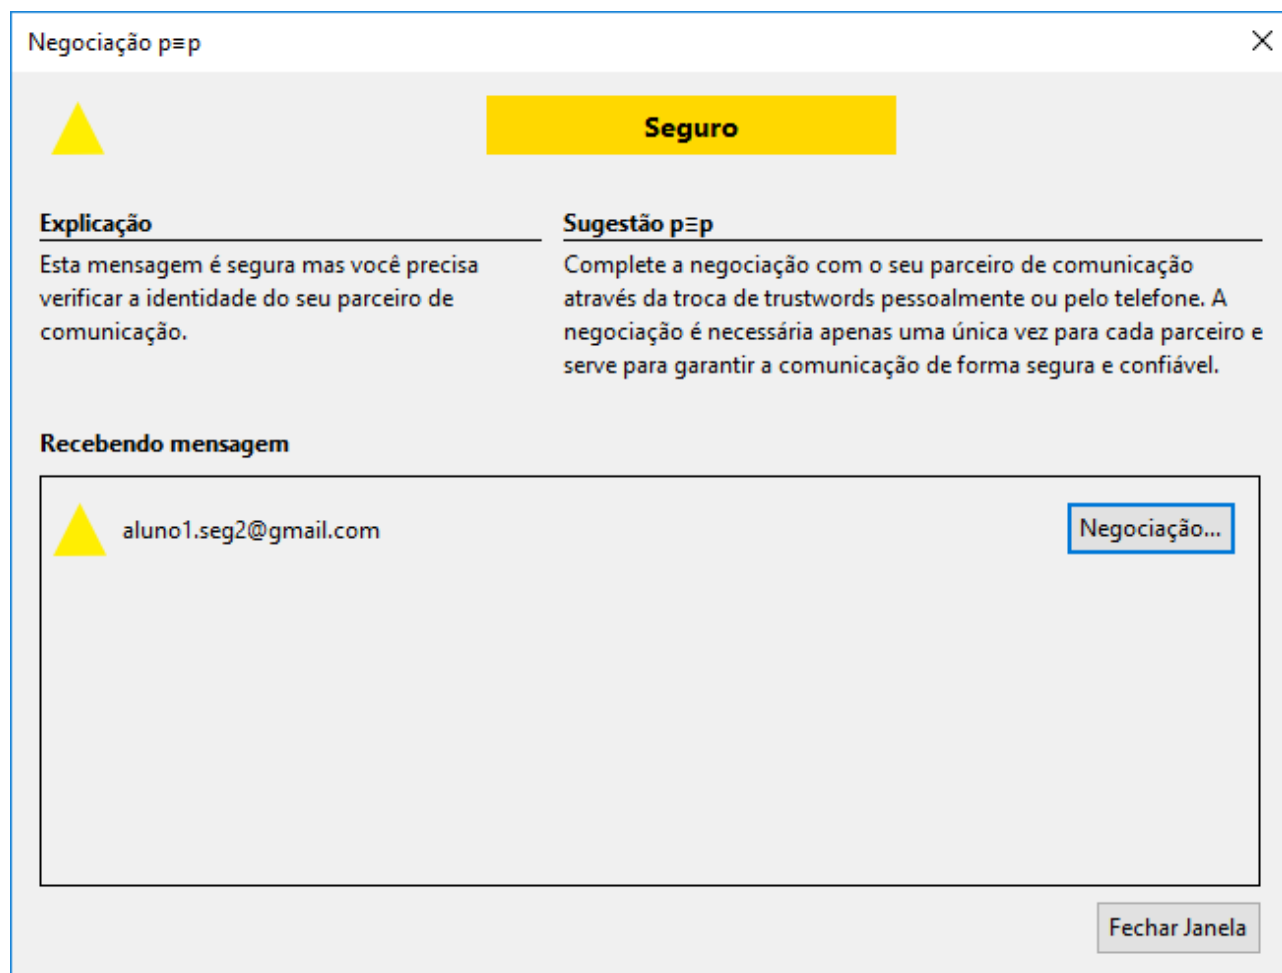 Negociação p≡p
Seguro
Explicação
Esta mensagem é segura mas você precisa
verificar a identidade do seu parceiro de
comunicação.
Sugestão p≡p
Complete a negociação com o seu parceiro de comunicação
através da troca de trustwords pessoalmente ou pelo telefone. A
negociação é necessária apenas uma única vez para cada parceiro e
serve para garantir a comunicação de forma segura e confiável.
Recebendo mensagem
aluno1.seg2@gmail.com
Negociação...
Fechar Janela